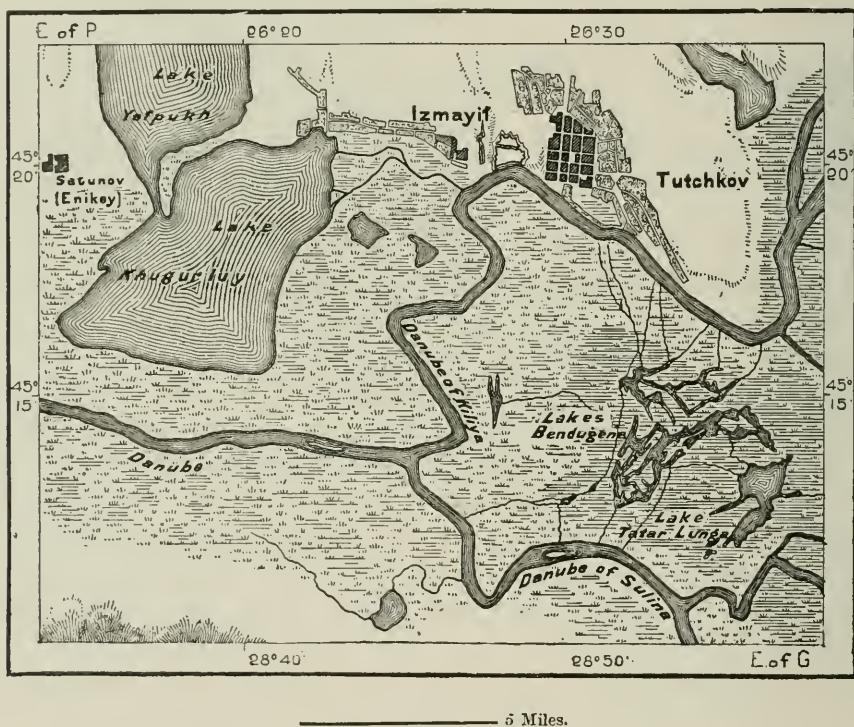 E of P
26°20
26°30
Lake
Yalpukh
Izmayif
45°
20'
45°
20'
Satunov
(Enikey)
Tutchkov
Lake
Khugurluy
Danube of Kiliya
45°
15
45°
15'
Lakes
Bendugene
Danube
Lake
Tatar Lunga
Danube of Sulina
28°40
28°50'
E.of G
5 Miles.